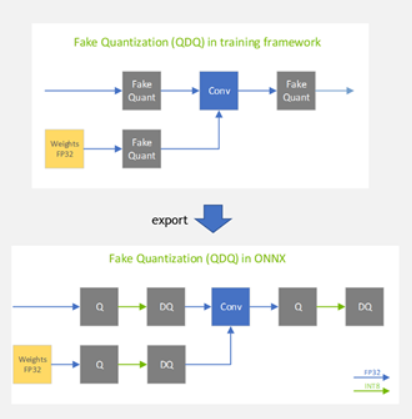 Fake Quantization (QDQ) in training framework
Fake
Quant
Conv
Fake
Quant
Weights
FP32
Fake
Quant
export
Fake Quantization (QDQ) in ONNX
Q
DQ
Conv
Q
DQ
Weights
FP32
Q
DQ
FP32
INT8